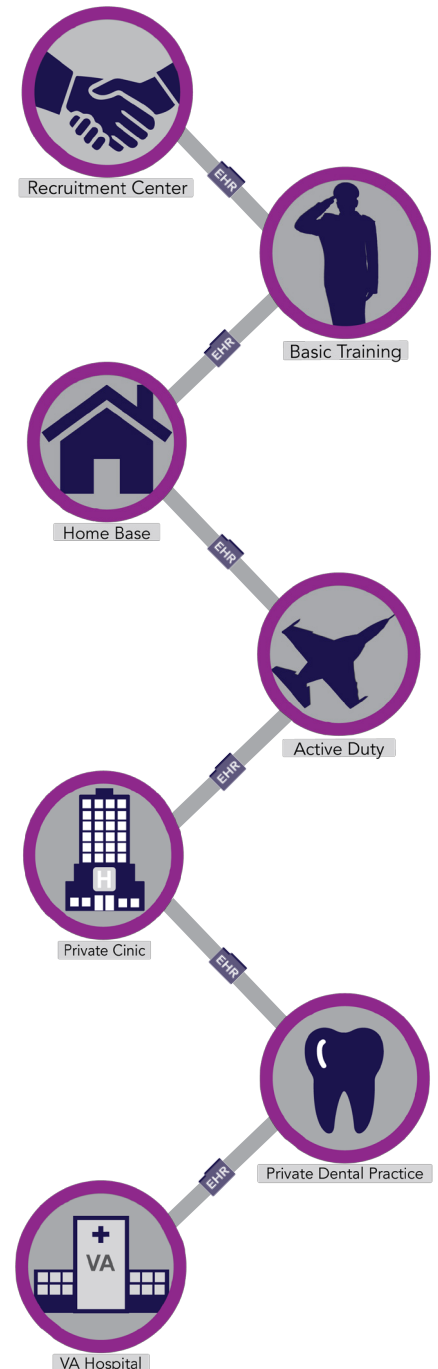 Recruitment Center
EHR
Basic Training
EHR
Home Base
EHR
Active Duty
EHR
H
Private Cinic
EHR
Private Dental Practice
EHR
VA
VA Hospital